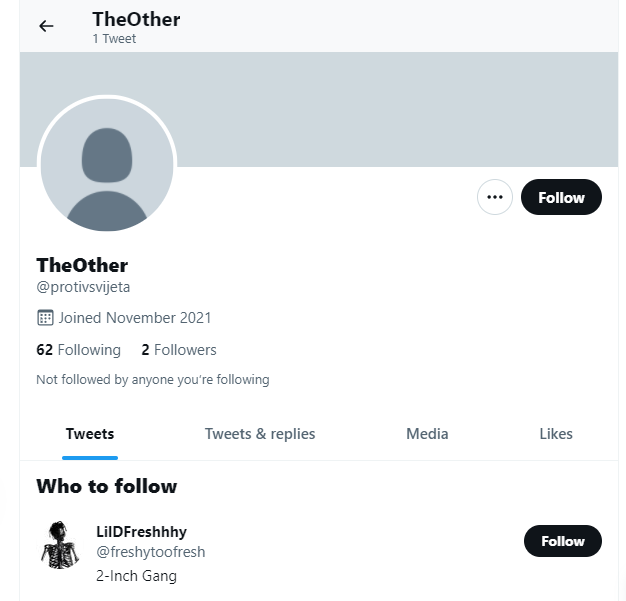 TheOther
1 Tweet
Follow
TheOther
@protivsvijeta
Joined November 2021
62 Following 2 Followers
Not followed by anyone you're following
Tweets Tweets & replies Media Likes
Who to follow
LilDFreshhhy
@freshytoofresh
Follow
2-Inch Gang